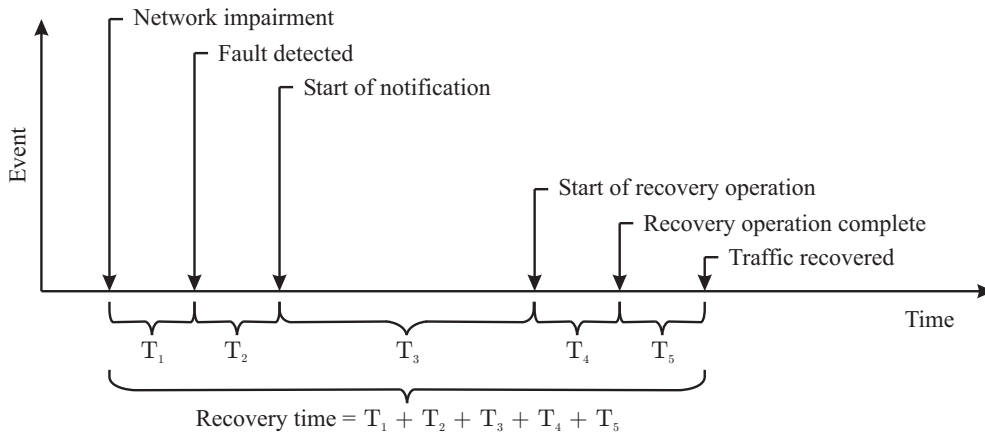 Network impairment
Fault detected
Start of notification
Event
Start of recovery operation
Recovery operation complete
Traffic recovered
Time
T₁ T₂ T₃ T₄ T₅
Recovery time = T₁ + T₂ + T₃ + T₄ + T₅